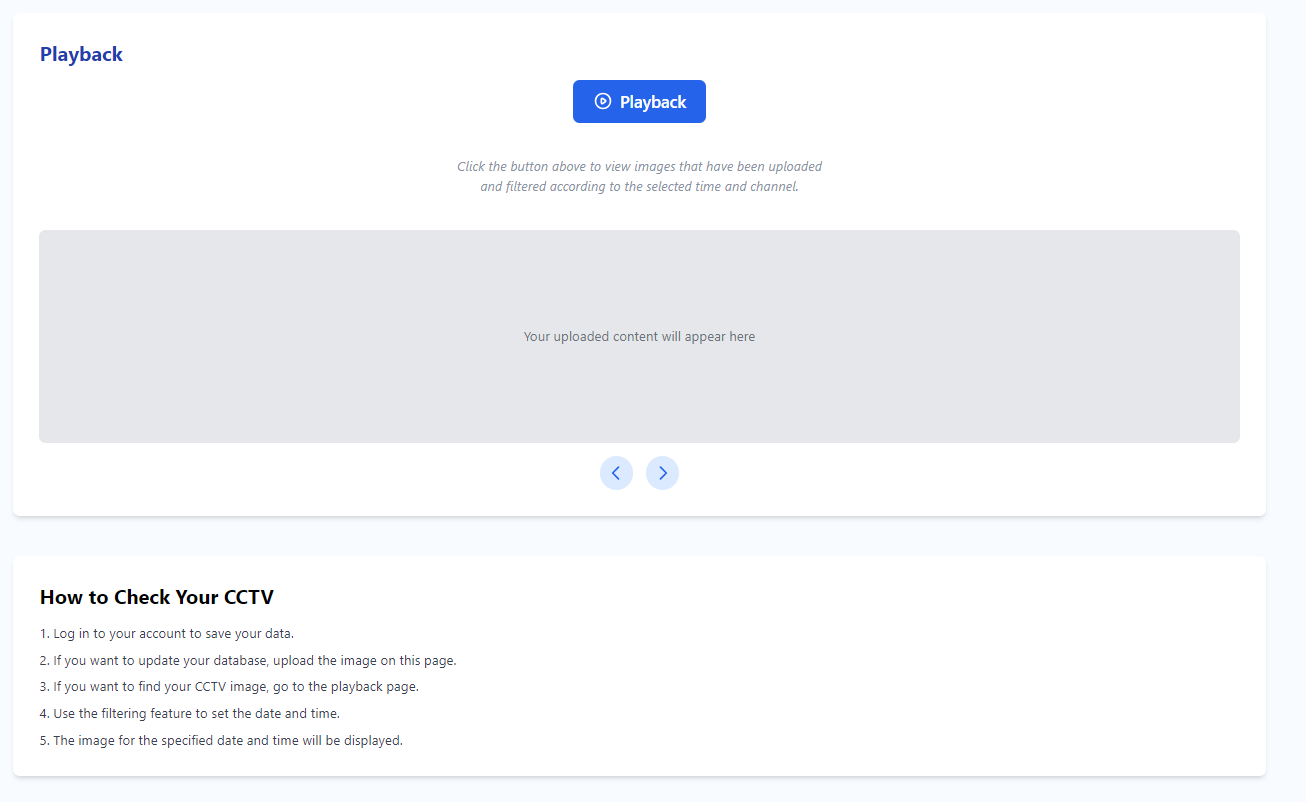 Playback
Playback
Click the button above to view images that have been uploaded
and filtered according to the selected time and channel.
Your uploaded content will appear here
How to Check Your CCTV
1. Log in to your account to save your data.
2. If you want to update your database, upload the image on this page.
3. If you want to find your CCTV image, go to the playback page.
4. Use the filtering feature to set the date and time.
5. The image for the specified date and time will be displayed.